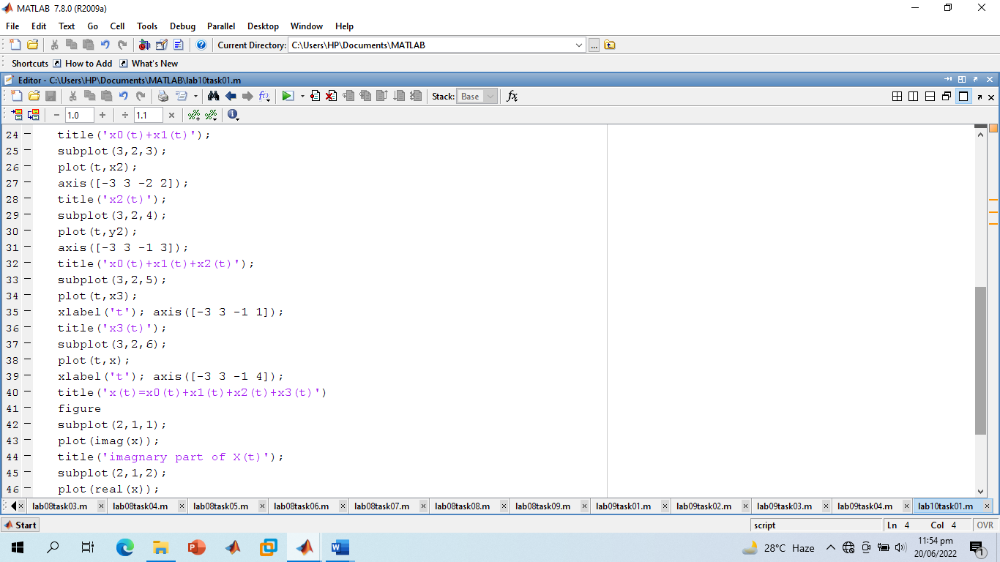 MATLAB 7.8.0 (R2009a)
File Edit Text Go Cell Tools Debug Parallel Desktop Window Help
Current Directory: C:\Users\HP\Documents\MATLAB ...
Shortcuts How to Add What's New
Editor - C:\Users\HP\Documents\MATLAB\lab10task01.m
Stack: Base fx
− 1.0 + ÷ 1.1 ×
24 − title('x0(t)+x1(t)');
25 − subplot(3,2,3);
26 − plot(t,x2);
27 − axis([-3 3 -2 2]);
28 − title('x2(t)');
29 − subplot(3,2,4);
30 − plot(t,y2);
31 − axis([-3 3 -1 3]);
32 − title('x0(t)+x1(t)+x2(t)');
33 − subplot(3,2,5);
34 − plot(t,x3);
35 − xlabel('t'); axis([-3 3 -1 1]);
36 − title('x3(t)');
37 − subplot(3,2,6);
38 − plot(t,x);
39 − xlabel('t'); axis([-3 3 -1 4]);
40 − title('x(t)=x0(t)+x1(t)+x2(t)+x3(t)')
41 − figure
42 − subplot(2,1,1);
43 − plot(imag(x));
44 − title('imagnary part of X(t)');
45 − subplot(2,1,2);
46 − plot(real(x));
lab08task03.m lab08task04.m lab08task05.m lab08task06.m lab08task07.m lab08task08.m lab08task09.m lab09task01.m lab09task02.m lab09task03.m lab09task04.m lab10task01.m
Start script Ln 4 Col 4 OVR
28°C Haze 11:54 pm
20/06/2022 1